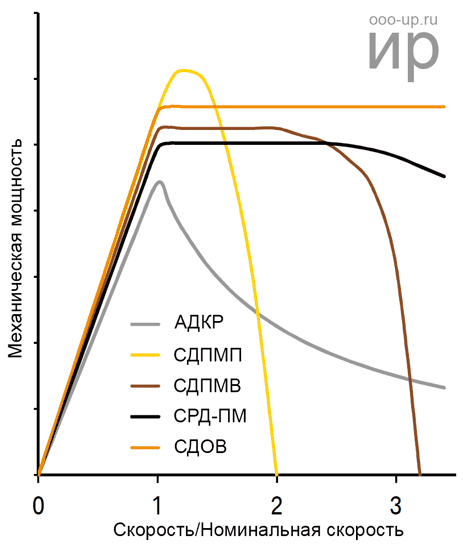 ooo-up.ru
ир
Механическая мощность
АДКР
СДПМП
СДПМВ
СРД-ПМ
СДОВ
0 1 2 3
Скорость/Номинальная скорость